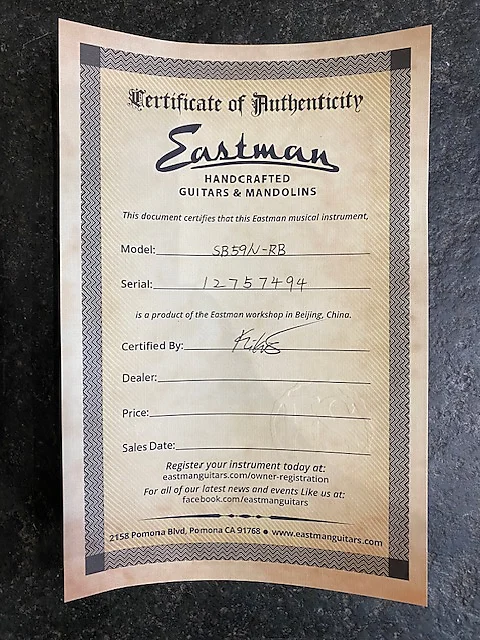 Certificate of Authenticity
Eastman
HANDCRAFTED
GUITARS & MANDOLINS
This document certifies that this Eastman musical instrument,
Model: SB59/V-RB
Serial: 12757494
is a product of the Eastman workshop in Beijing, China.
Certified By:
Dealer:
Price:
Sales Date:
Register your instrument today at:
eastmanguitars.com/owner-registration
For all of our latest news and events Like us at:
facebook.com/eastmanguitars
2158 Pomona Blvd, Pomona CA 91768 ● www.eastmanguitars.com